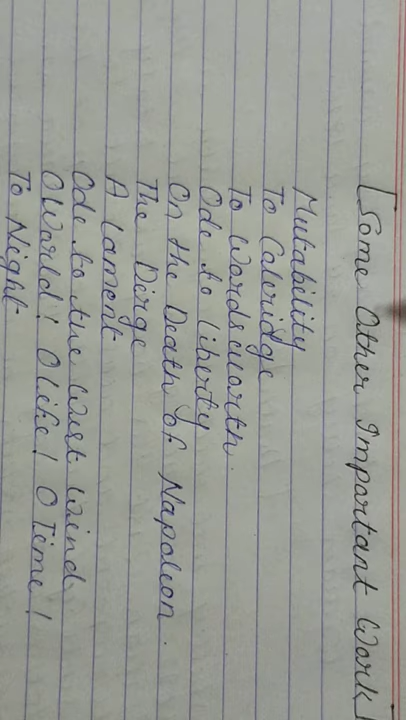 [Some Other Important Work]
Mutability
To Coleridge
To Wordsworth.
Ode to Liberty
On the Death of Napoleon.
The Dirge
A lament
Ode to the West Wind
O World! O life! O Time!
To Night